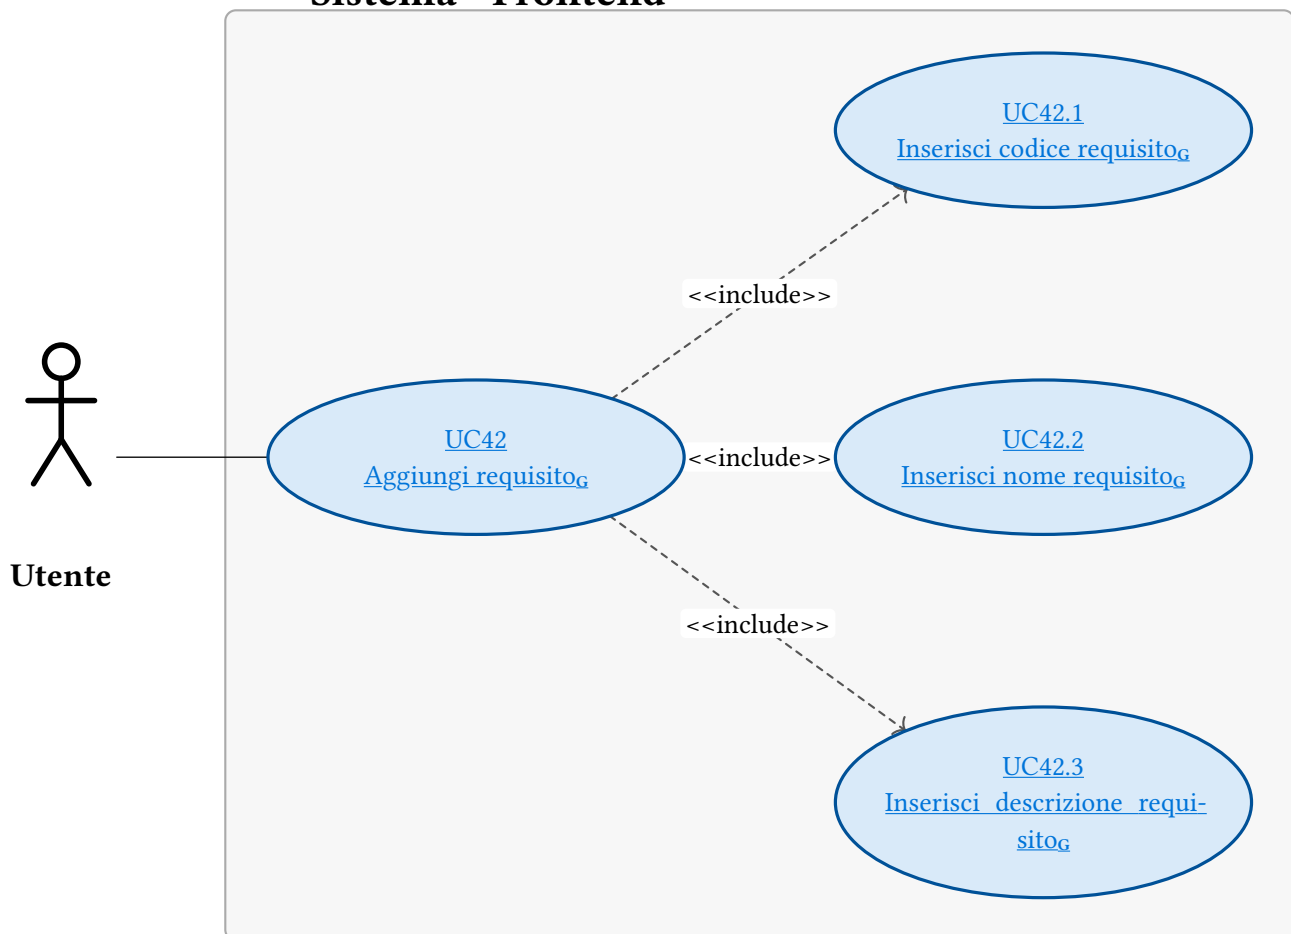 Sistema - Frontend
UC42.1
Inserisci codice requisitoG
<<include>>
UC42
Aggiungi requisitoG
<<include>>
UC42.2
Inserisci nome requisitoG
Utente
<<include>>
UC42.3
Inserisci descrizione requi-
sitoG